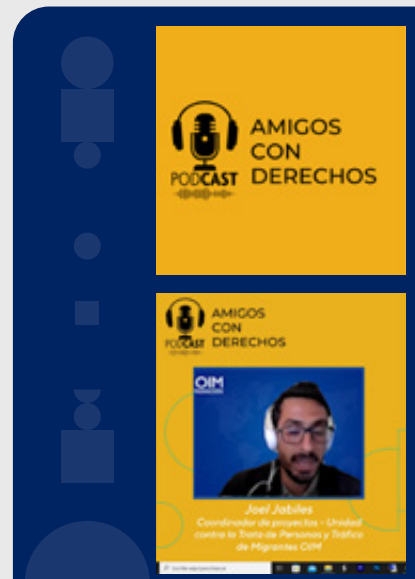 AMIGOS
CON
DERECHOS
PODCAST
AMIGOS
CON
DERECHOS
PODCAST
OIM
Joel Jabiles
Coordinador de proyectos - Unidad
contra la Trata de Personas y Tráfico
de Migrantes OIM